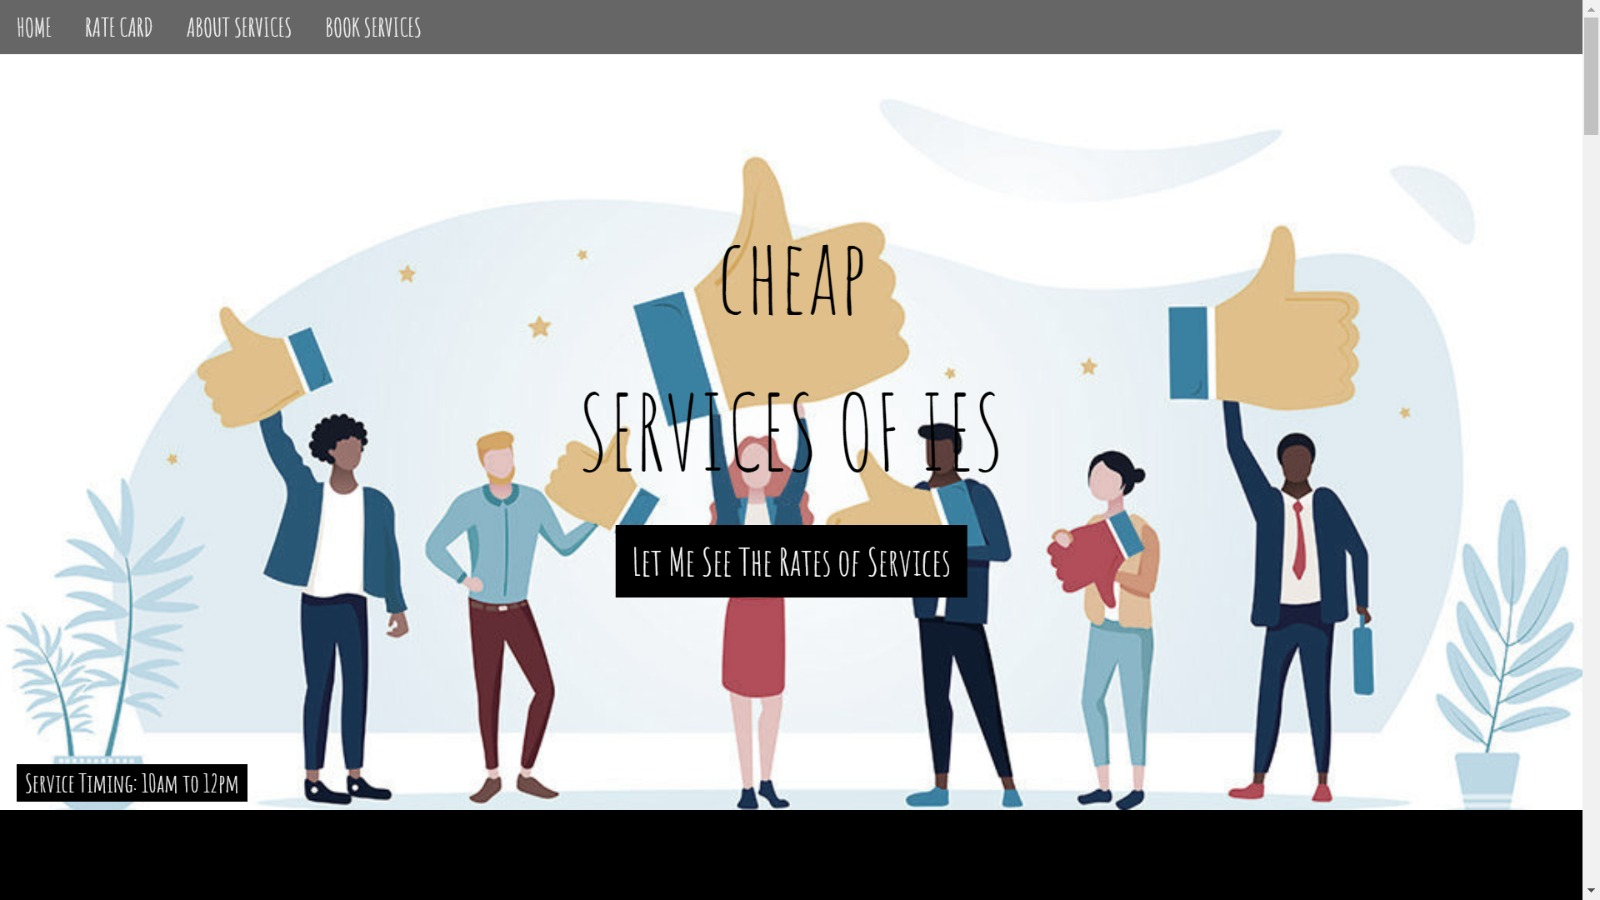 HOME
RATE CARD
ABOUT SERVICES
BOOK SERVICES
CHEAP
SERVICES OF IES
Let Me See The Rates of Services
Service Timing: 10am to 12pm